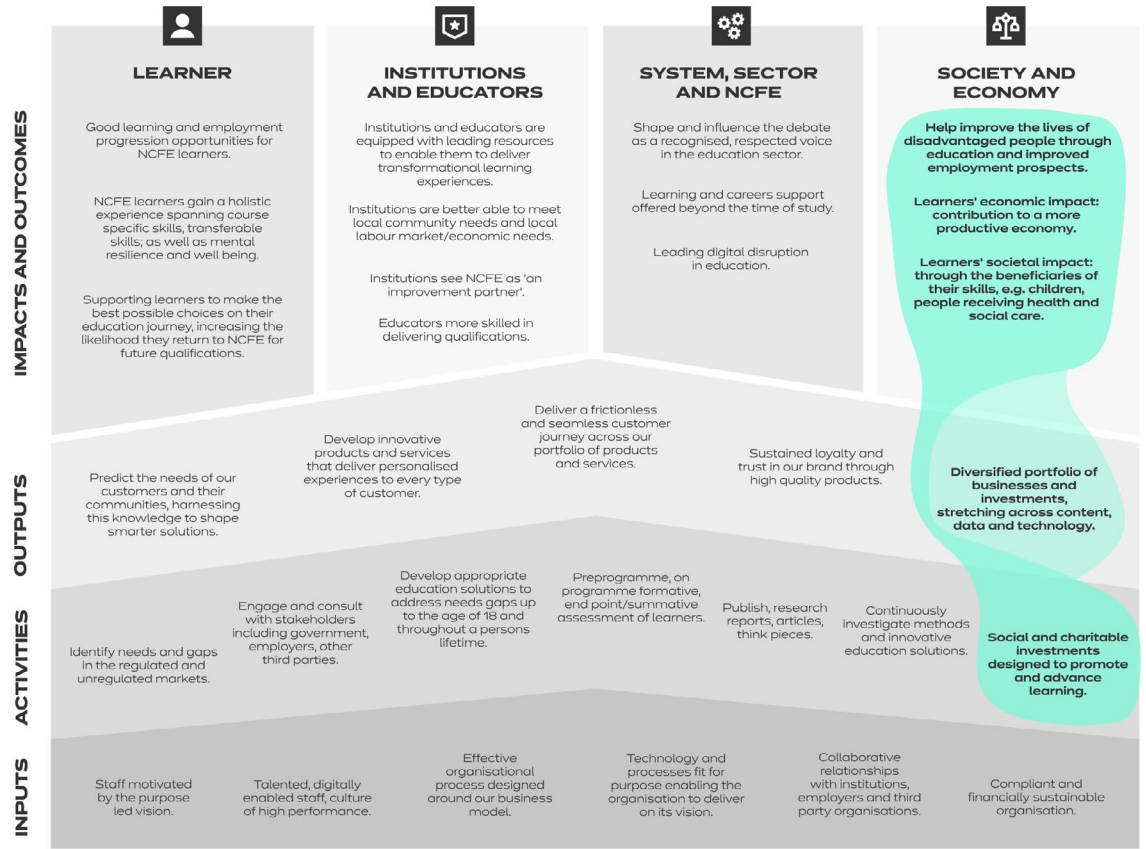 LEARNER
INSTITUTIONS
AND EDUCATORS
SYSTEM, SECTOR
AND NCFE
SOCIETY AND
ECONOMY
IMPACTS AND OUTCOMES
Good learning and employment
progression opportunities for
NCFE learners.
NCFE learners gain a holistic
experience spanning course
specific skills, transferable
skills; as well as mental
resilience and well being.
Supporting learners to make the
best possible choices on their
education journey, increasing the
likelihood they return to NCFE for
future qualifications.
Institutions and educators are
equipped with leading resources
to enable them to deliver
transformational learning
experiences.
Institutions are better able to meet
local community needs and local
labour market/economic needs.
Institutions see NCFE as 'an
improvement partner'.
Educators more skilled in
delivering qualifications.
Shape and influence the debate
as a recognised, respected voice
in the education sector.
Learning and careers support
offered beyond the time of study.
Leading digital disruption
in education.
Help improve the lives of
disadvantaged people through
education and improved
employment prospects.
Learners' economic impact:
contribution to a more
productive economy.
Learners' societal impact:
through the beneficiaries of
their skills, e.g. children,
people receiving health and
social care.
OUTPUTS
Predict the needs of our
customers and their
communities, harnessing
this knowledge to shape
smarter solutions.
Develop innovative
products and services
that deliver personalised
experiences to every type
of customer.
Deliver a frictionless
and seamless customer
journey across our
portfolio of products
and services.
Sustained loyalty and
trust in our brand through
high quality products.
Diversified portfolio of
businesses and
investments,
stretching across content,
data and technology.
ACTIVITIES
Identify needs and gaps
in the regulated and
unregulated markets.
Engage and consult
with stakeholders
including government,
employers, other
third parties.
Develop appropriate
education solutions to
address needs gaps up
to the age of 18 and
throughout a persons
lifetime.
Preprogramme, on
programme formative,
end point/summative
assessment of learners.
Publish, research
reports, articles,
think pieces.
Continuously
investigate methods
and innovative
education solutions.
Social and charitable
investments
designed to promote
and advance
learning.
INPUTS
Staff motivated
by the purpose
led vision.
Talented, digitally
enabled staff, culture
of high performance.
Effective
organisational
process designed
around our business
model.
Technology and
processes fit for
purpose enabling the
organisation to deliver
on its vision.
Collaborative
relationships
with institutions,
employers and third
party organisations.
Compliant and
financially sustainable
organisation.